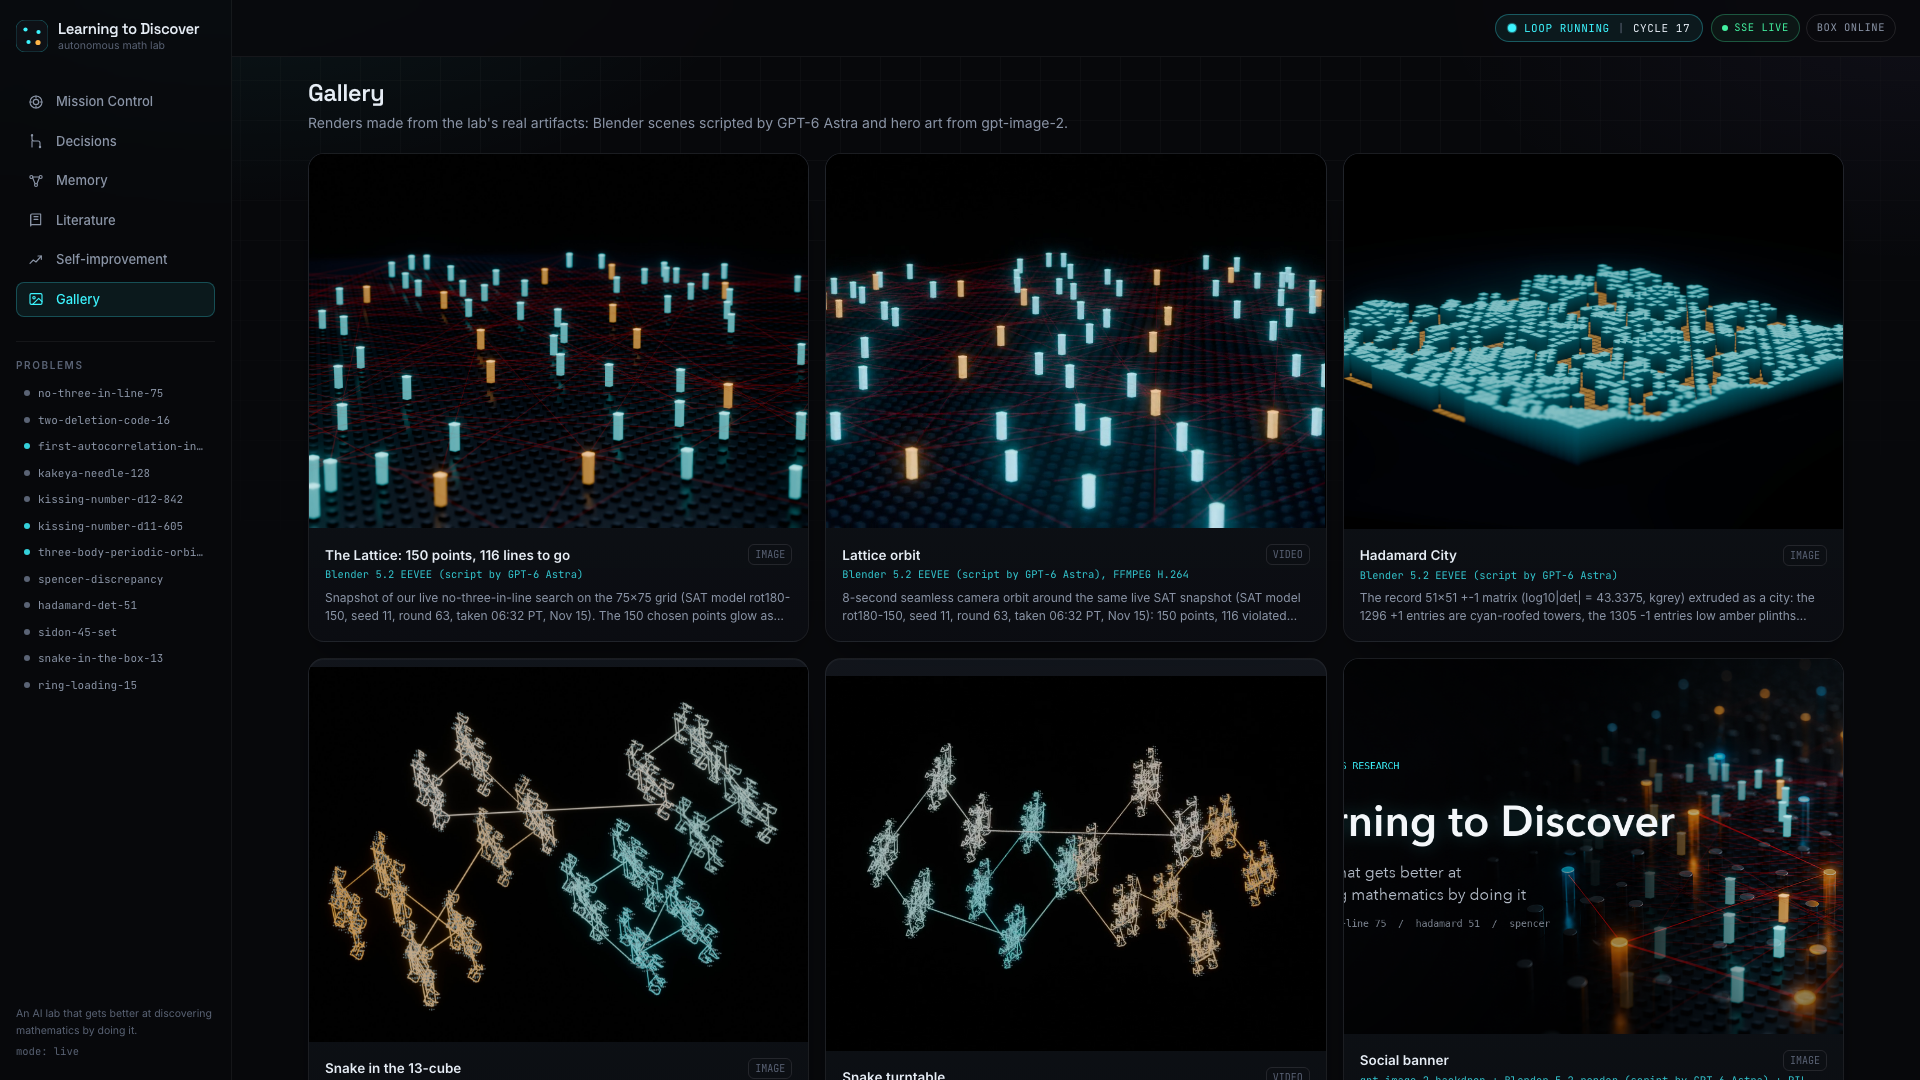 Learning to Discover
autonomous math lab
LOOP RUNNING | CYCLE 17
SSE LIVE
BOX ONLINE
Mission Control
Decisions
Memory
Literature
Self-improvement
Gallery
PROBLEMS
no-three-in-line-75
two-deletion-code-16
first-autocorrelation-in…
kakeya-needle-128
kissing-number-d12-842
kissing-number-d11-605
three-body-periodic-orbi…
spencer-discrepancy
hadamard-det-51
sidon-45-set
snake-in-the-box-13
ring-loading-15
An AI lab that gets better at discovering
mathematics by doing it.
mode: live
Gallery
Renders made from the lab's real artifacts: Blender scenes scripted by GPT-6 Astra and hero art from gpt-image-2.
The Lattice: 150 points, 116 lines to go
IMAGE
Blender 5.2 EEVEE (script by GPT-6 Astra)
Snapshot of our live no-three-in-line search on the 75×75 grid (SAT model rot180-
150, seed 11, round 63, taken 06:32 PT, Nov 15). The 150 chosen points glow as…
Lattice orbit
VIDEO
Blender 5.2 EEVEE (script by GPT-6 Astra), FFMPEG H.264
8-second seamless camera orbit around the same live SAT snapshot (SAT model
rot180-150, seed 11, round 63, taken 06:32 PT, Nov 15): 150 points, 116 violated…
Hadamard City
IMAGE
Blender 5.2 EEVEE (script by GPT-6 Astra)
The record 51×51 +-1 matrix (log10|det| = 43.3375, kgrey) extruded as a city: the
1296 +1 entries are cyan-roofed towers, the 1305 -1 entries low amber plinths…
Snake in the 13-cube
IMAGE
Snake turntable
VIDEO
S RESEARCH
rning to Discover
hat gets better at
g mathematics by doing it
-line 75 / hadamard 51 / spencer
Social banner
IMAGE
gpt-image-2 backdrop + Blender 5.2 render (script by GPT-6 Astra) + PIL